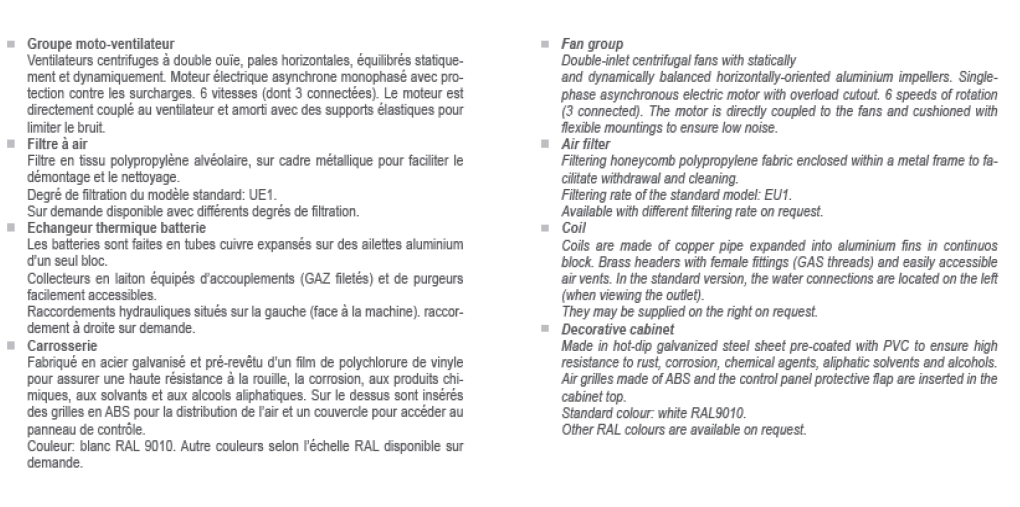 Groupe moto-ventilateur
Ventilateurs centrifuges à double ouïe, pales horizontales, équilibrés statique-
ment et dynamiquement. Moteur électrique asynchrone monophasé avec pro-
tection contre les surcharges. 6 vitesses (dont 3 connectées). Le moteur est
directement couplé au ventilateur et amorti avec des supports élastiques pour
limiter le bruit.
Filtre à air
Filtre en tissu polypropylène alvéolaire, sur cadre métallique pour faciliter le
démontage et le nettoyage.
Degré de filtration du modèle standard: UE1.
Sur demande disponible avec différents degrés de filtration.
Echangeur thermique batterie
Les batteries sont faites en tubes cuivre expansés sur des ailettes aluminium
d'un seul bloc.
Collecteurs en laiton équipés d'accouplements (GAZ filetés) et de purgeurs
facilement accessibles.
Raccordements hydrauliques situés sur la gauche (face à la machine). raccor-
dement à droite sur demande.
Carrosserie
Fabriqué en acier galvanisé et pré-revêtu d'un film de polychlorure de vinyle
pour assurer une haute résistance à la rouille, la corrosion, aux produits chi-
miques, aux solvants et aux alcools aliphatiques. Sur le dessus sont insérés
des grilles en ABS pour la distribution de l'air et un couvercle pour accéder au
panneau de contrôle.
Couleur: blanc RAL 9010. Autre couleurs selon l'échelle RAL disponible sur
demande.
Fan group
Double-inlet centrifugal fans with statically
and dynamically balanced horizontally-oriented aluminium impellers. Single-
phase asynchronous electric motor with overload cutout. 6 speeds of rotation
(3 connected). The motor is directly coupled to the fans and cushioned with
flexible mountings to ensure low noise.
Air filter
Filtering honeycomb polypropylene fabric enclosed within a metal frame to fa-
cilitate withdrawal and cleaning.
Filtering rate of the standard model: EU1.
Available with different filtering rate on request.
Coil
Coils are made of copper pipe expanded into aluminium fins in continuos
block. Brass headers with female fittings (GAS threads) and easily accessible
air vents. In the standard version, the water connections are located on the left
(when viewing the outlet).
They may be supplied on the right on request.
Decorative cabinet
Made in hot-dip galvanized steel sheet pre-coated with PVC to ensure high
resistance to rust, corrosion, chemical agents, aliphatic solvents and alcohols.
Air grilles made of ABS and the control panel protective flap are inserted in the
cabinet top.
Standard colour: white RAL9010.
Other RAL colours are available on request.